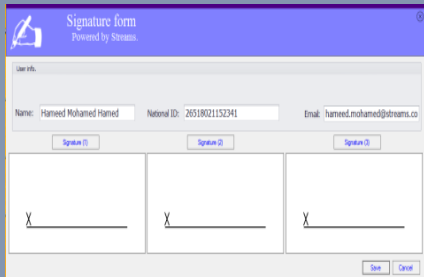 Signature form
Powered by Streams.
User info.
Name: Hameed Mohamed Hamed National ID: 26518021152341 Email: hameed.mohamed@streams.co
Signature (1) Signature (2) Signature (3)
X X X
Save Cancel